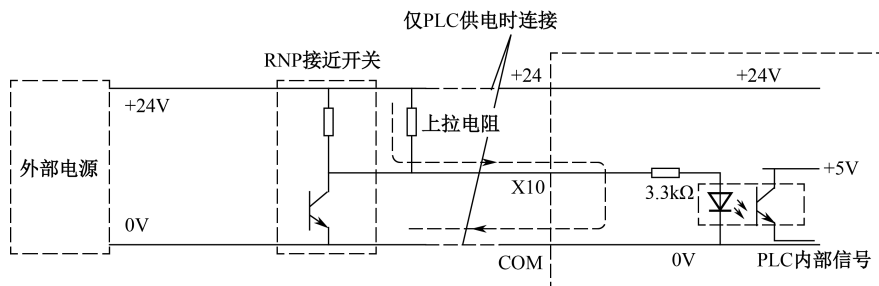 仅PLC供电时连接
RNP接近开关
+24
+24V
+24V
上拉电阻
外部电源
+5V
X10
3.3kΩ
0V
COM
0V
PLC内部信号